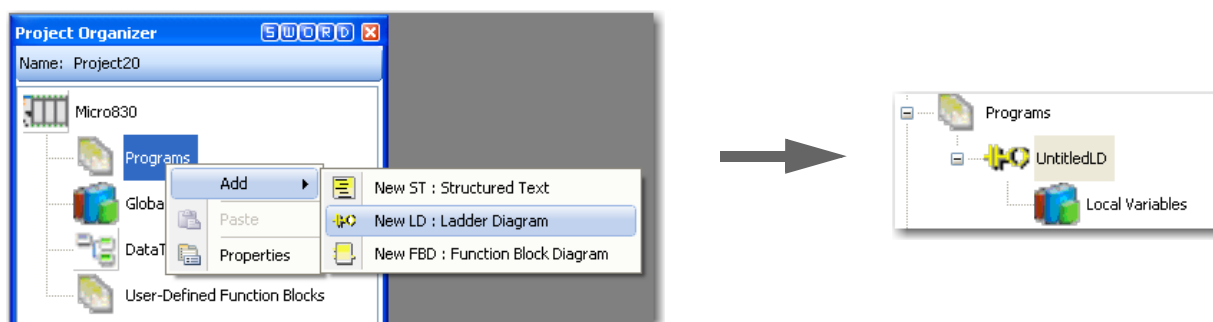 Project Organizer SWORD
Name: Project20
Micro830
Programs
Add
New ST : Structured Text
Globa
Paste
New LD : Ladder Diagram
DataT
Properties
New FBD : Function Block Diagram
User-Defined Function Blocks
Programs
UntitledLD
Local Variables